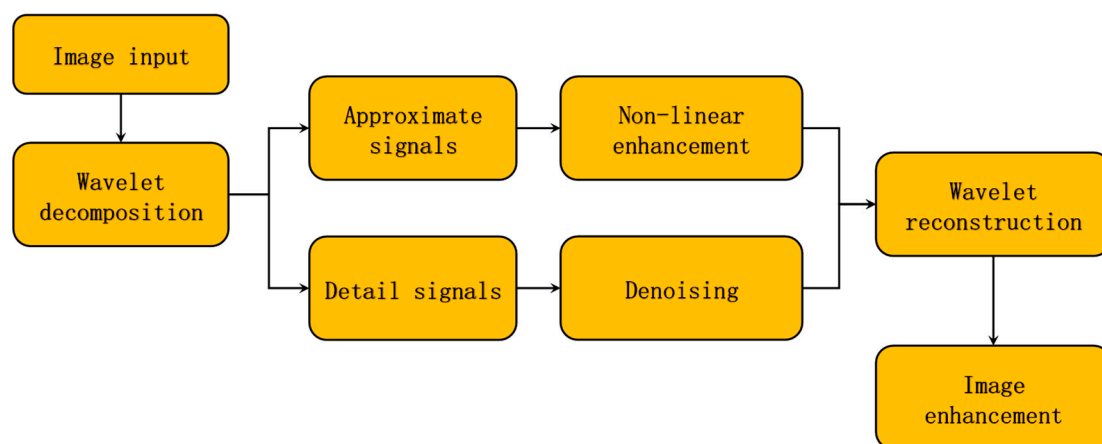 Image input
Wavelet
decomposition
Approximate
signals
Non-linear
enhancement
Detail signals
Denoising
Wavelet
reconstruction
Image
enhancement